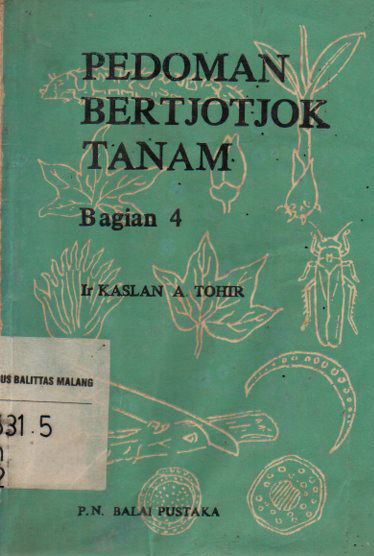 PEDOMAN
BERTJOTJOK
TANAM
Bagian 4
Ir KASLAN A TOHIR
US BALITTAS MALANG
31.5
P.N. BALAI PUSTAKA